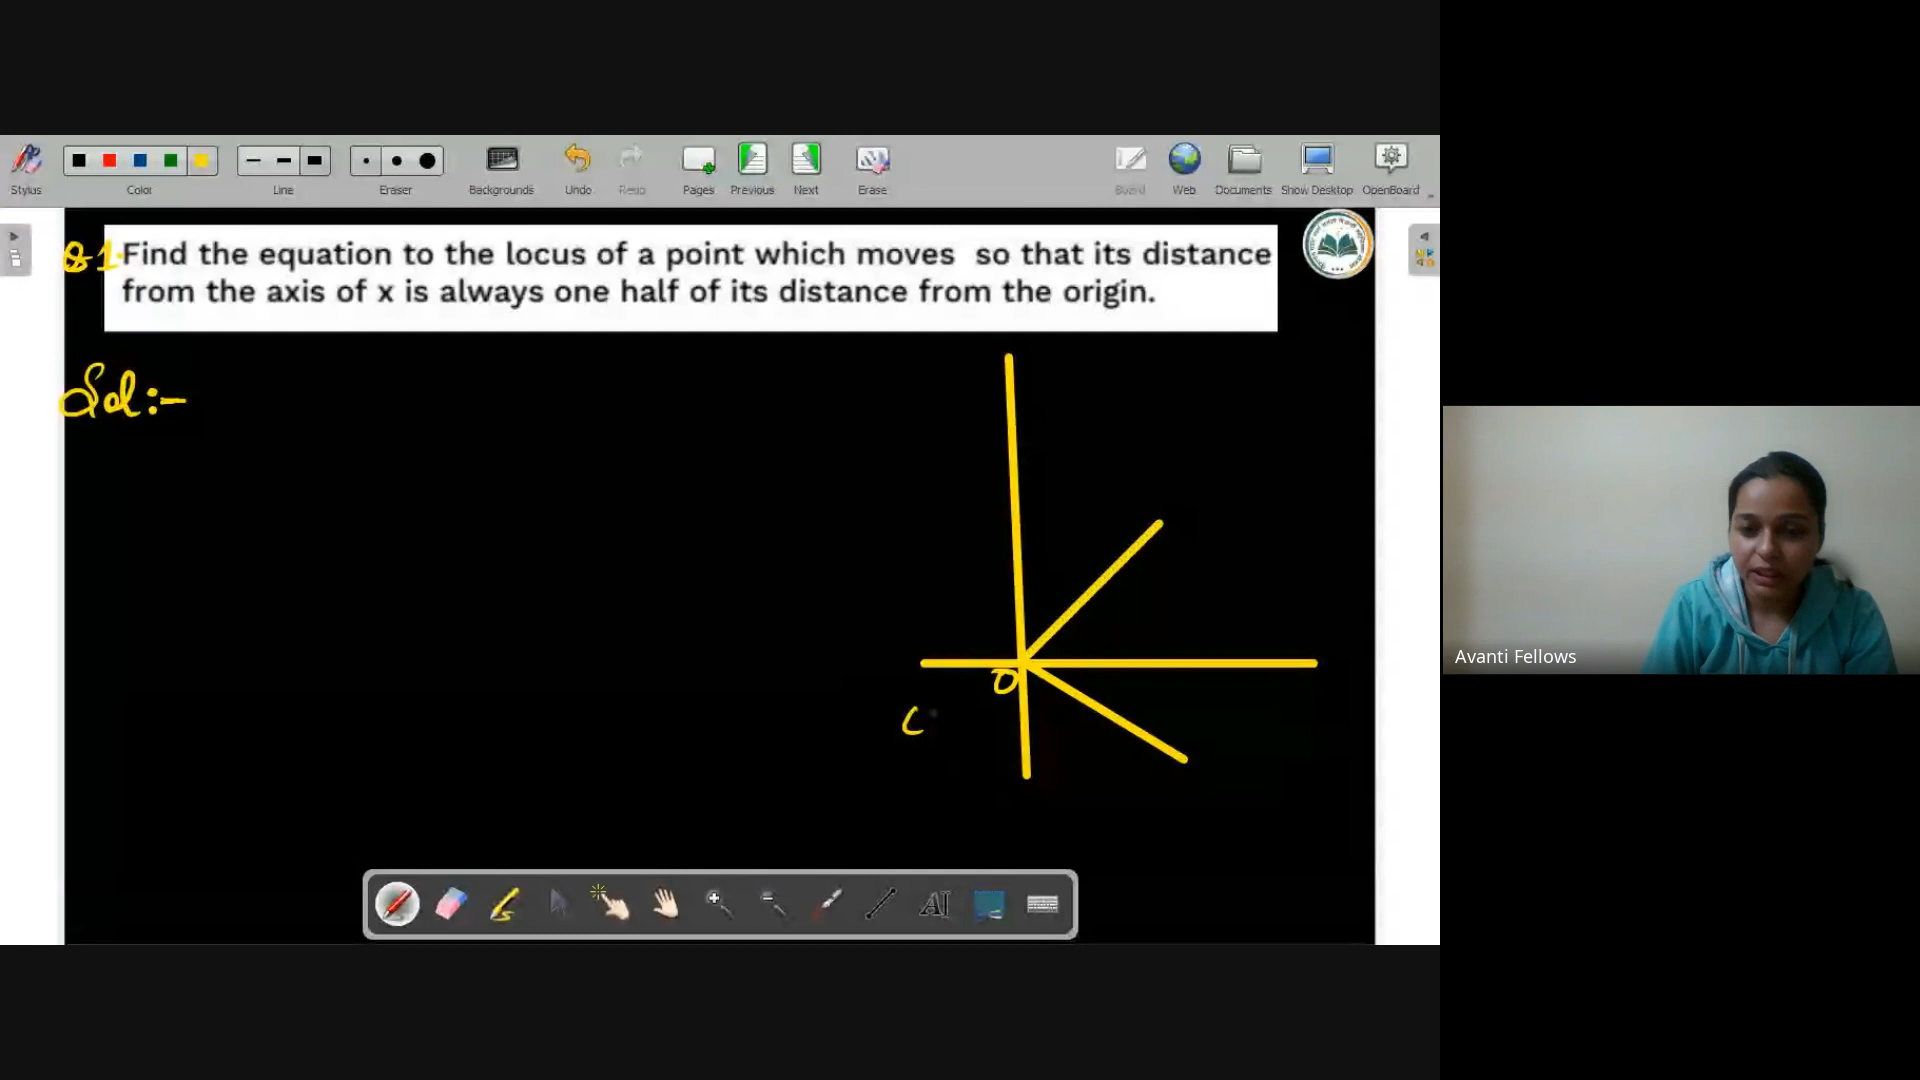 Stylus
Color
Line
Eraser
Backgrounds
Undo
Redo
Pages
Previous
Next
Erase
Board
Web
Documents
Show Desktop
OpenBoard
Q1. Find the equation to the locus of a point which moves so that its distance
from the axis of x is always one half of its distance from the origin.
Sol:-
O
(
AI
Avanti Fellows